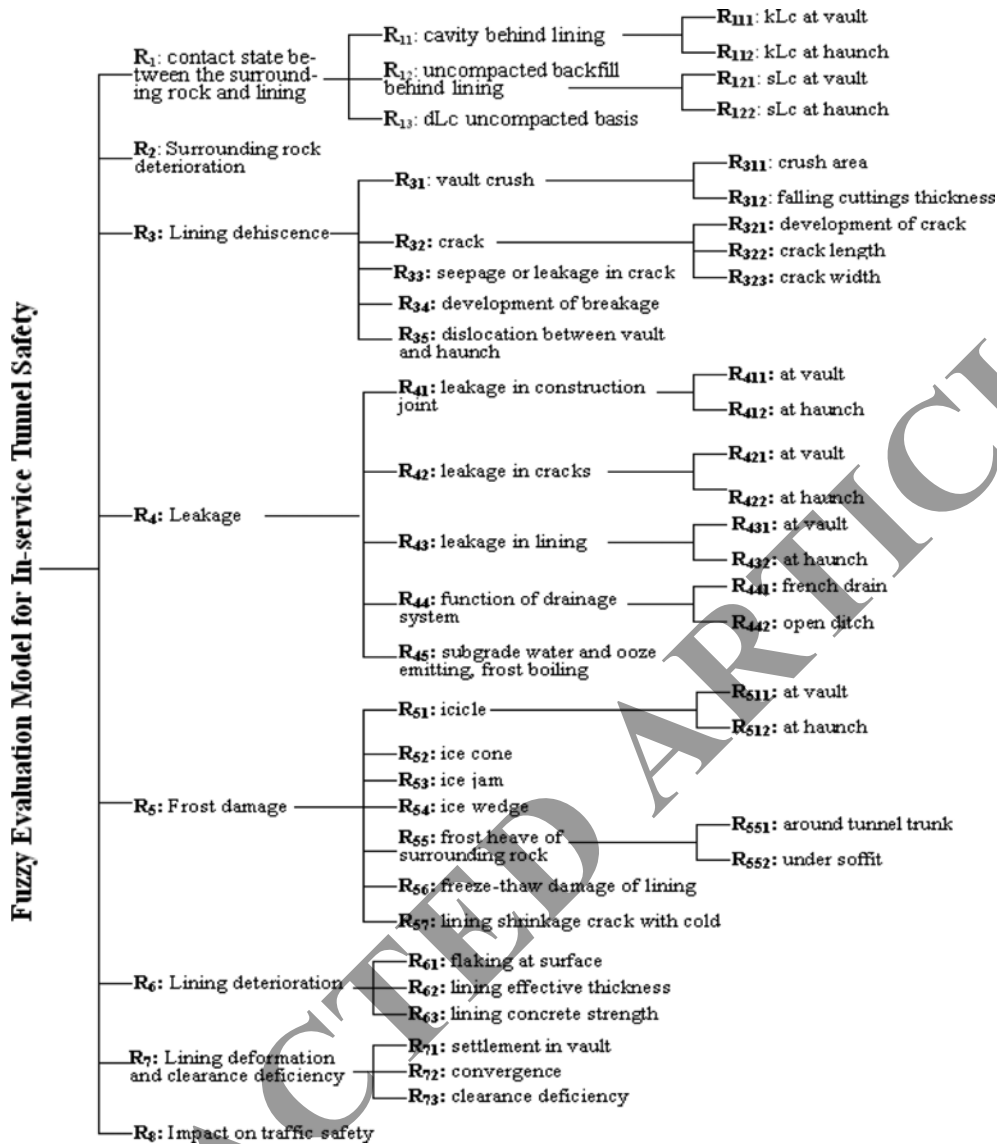 Fuzzy Evaluation Model for In-service Tunnel Safety
R1: contact state be-
tween the surround-
ing rock and lining
R11: cavity behind lining
R111: kLc at vault
R112: kLc at haunch
R12: uncompacted backfill
behind lining
R121: sLc at vault
R122: sLc at haunch
R13: dLc uncompacted basis
R2: Surrounding rock
deterioration
R3: Lining dehiscence
R31: vault crush
R311: crush area
R312: falling cuttings thickness
R32: crack
R321: development of crack
R322: crack length
R323: crack width
R33: seepage or leakage in crack
R34: development of breakage
R35: dislocation between vault
and haunch
R4: Leakage
R41: leakage in construction
joint
R411: at vault
R412: at haunch
R42: leakage in cracks
R421: at vault
R422: at haunch
R43: leakage in lining
R431: at vault
R432: at haunch
R44: function of drainage
system
R441: french drain
R442: open ditch
R45: subgrade water and ooze
emitting, frost boiling
R5: Frost damage
R51: icicle
R511: at vault
R512: at haunch
R52: ice cone
R53: ice jam
R54: ice wedge
R55: frost heave of
surrounding rock
R551: around tunnel trunk
R552: under soffit
R56: freeze-thaw damage of lining
R57: lining shrinkage crack with cold
R6: Lining deterioration
R61: flaking at surface
R62: lining effective thickness
R63: lining concrete strength
R7: Lining deformation
and clearance deficiency
R71: settlement in vault
R72: convergence
R73: clearance deficiency
R8: Impact on traffic safety
ACTED ARTICL